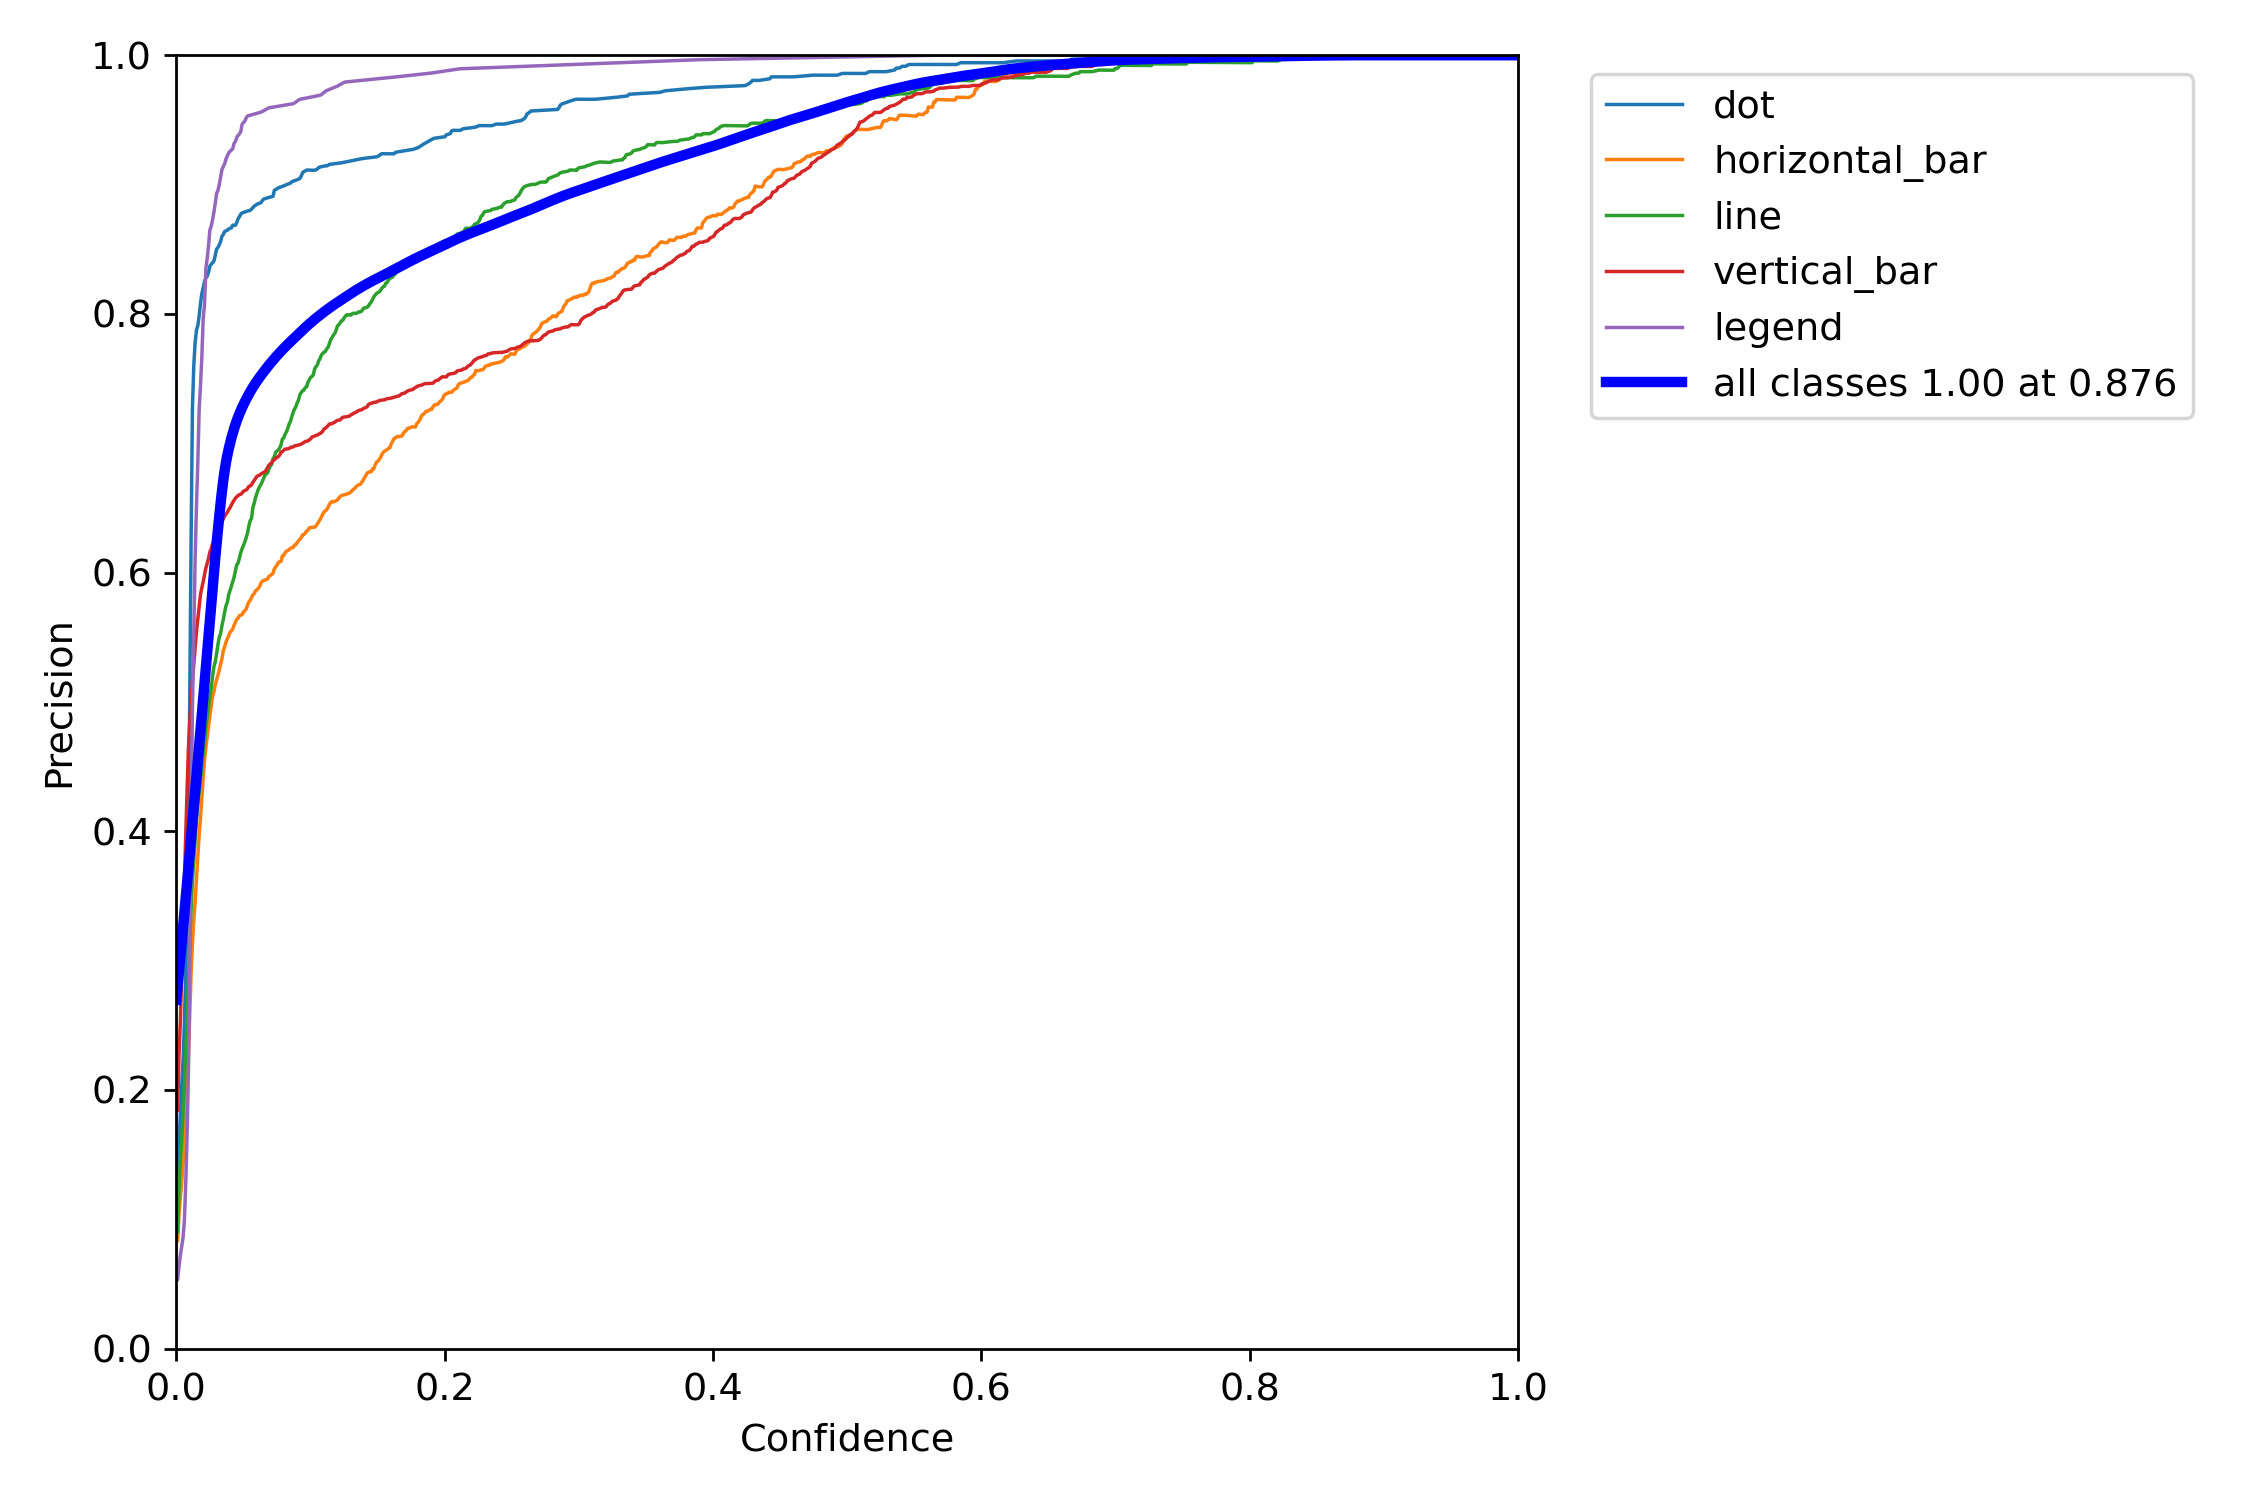 1.0
0.8
0.6
0.4
0.2
0.0
0.0 0.2 0.4 0.6 0.8 1.0
Precision
Confidence
dot
horizontal_bar
line
vertical_bar
legend
all classes 1.00 at 0.876